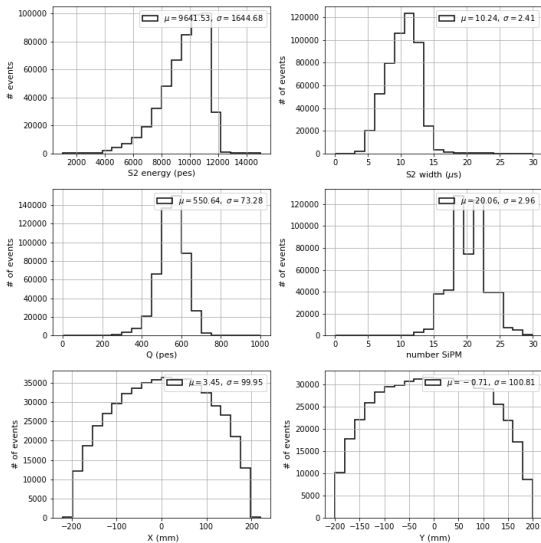 μ = 9641.53, σ = 1644.68
100000
80000
60000
40000
20000
0
# events
2000 4000 6000 8000 10000 12000 14000
S2 energy (pes)
μ = 10.24, σ = 2.41
120000
100000
80000
60000
40000
20000
0
# of events
0 5 10 15 20 25 30
S2 width (μs)
μ = 550.64, σ = 73.28
140000
120000
100000
80000
60000
40000
20000
0
# of events
0 200 400 600 800 1000
Q (pes)
μ = 20.06, σ = 2.96
120000
100000
80000
60000
40000
20000
0
# of events
0 5 10 15 20 25 30
number SiPM
μ = 3.45, σ = 99.95
35000
30000
25000
20000
15000
10000
5000
0
# of events
−200 −100 0 100 200
X (mm)
μ = −0.71, σ = 100.81
30000
25000
20000
15000
10000
5000
0
# of events
−200 −150 −100 −50 0 50 100 150 200
Y (mm)